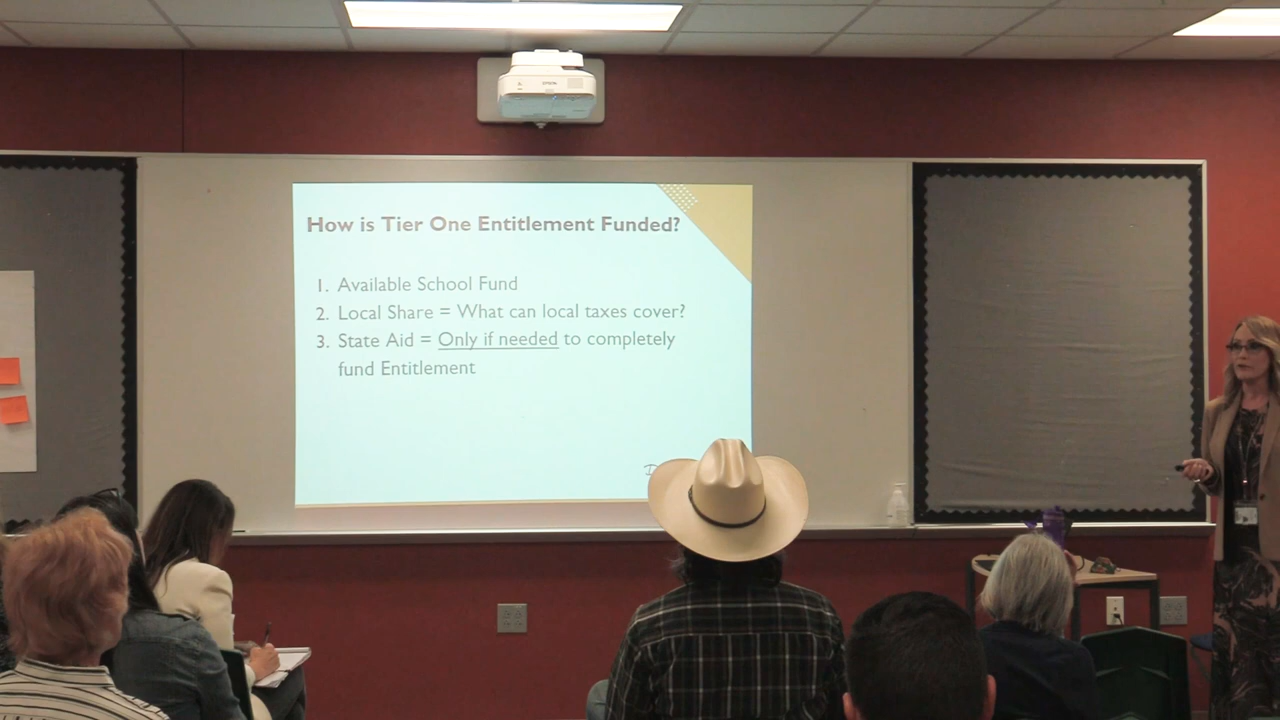 EPSON
How is Tier One Entitlement Funded?
1. Available School Fund
2. Local Share = What can local taxes cover?
3. State Aid = Only if needed to completely
fund Entitlement